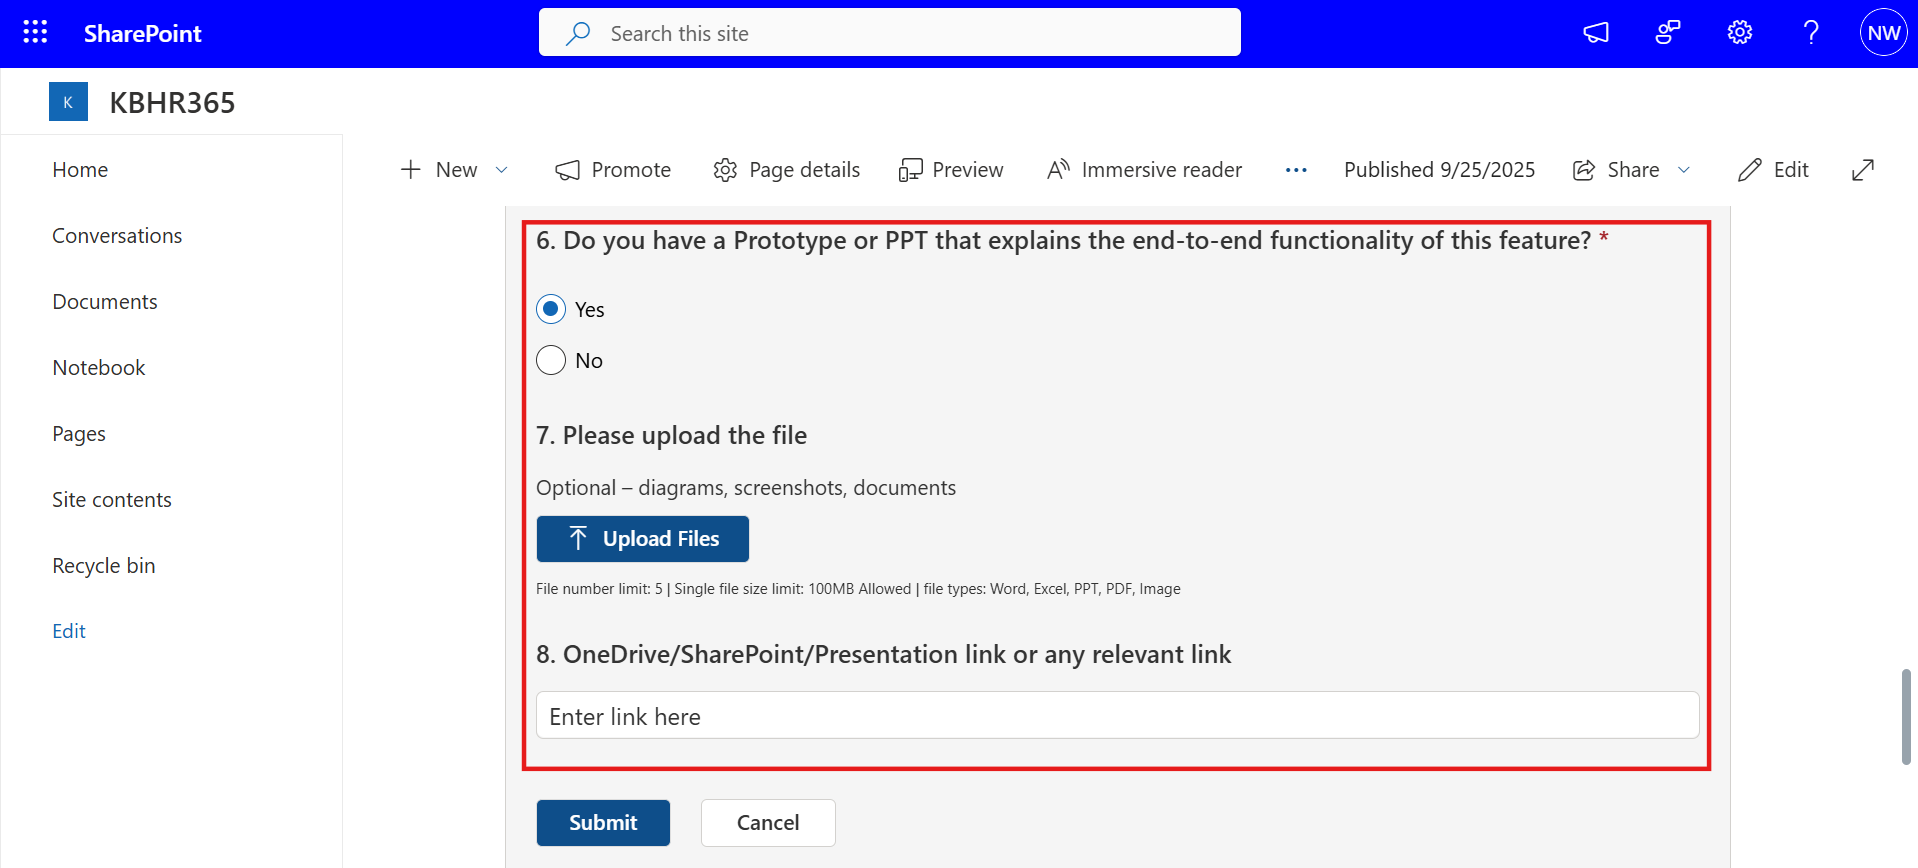 SharePoint
Search this site
NW
K
KBHR365
Home
Conversations
Documents
Notebook
Pages
Site contents
Recycle bin
Edit
New
Promote
Page details
Preview
Immersive reader
Published 9/25/2025
Share
Edit
6. Do you have a Prototype or PPT that explains the end-to-end functionality of this feature? *
Yes
No
7. Please upload the file
Optional – diagrams, screenshots, documents
Upload Files
File number limit: 5 | Single file size limit: 100MB Allowed | file types: Word, Excel, PPT, PDF, Image
8. OneDrive/SharePoint/Presentation link or any relevant link
Enter link here
Submit
Cancel